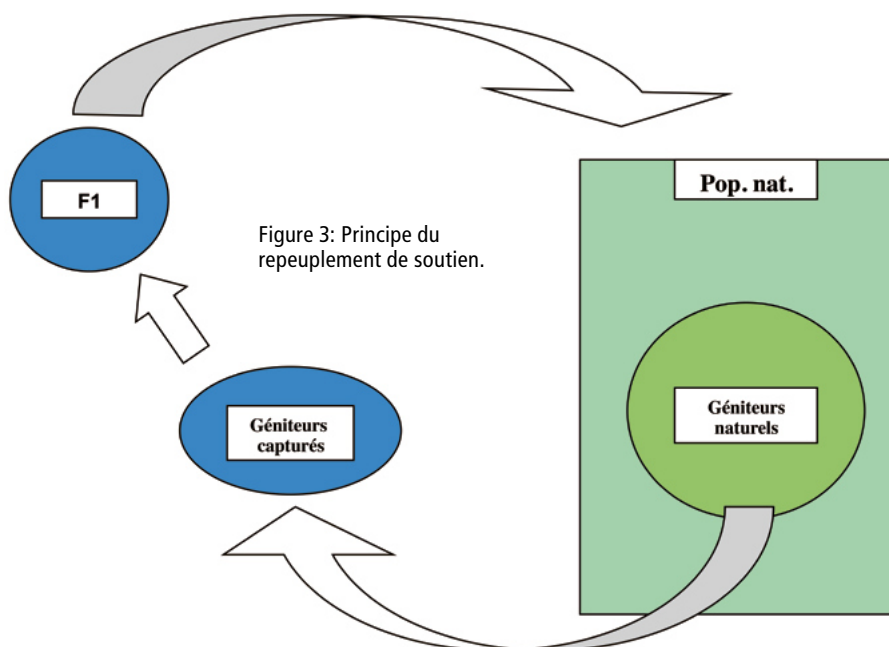 Pop. nat.
F1
Figure 3: Principe du
repeuplement de soutien.
Géniteurs
capturés
Géniteurs
naturels